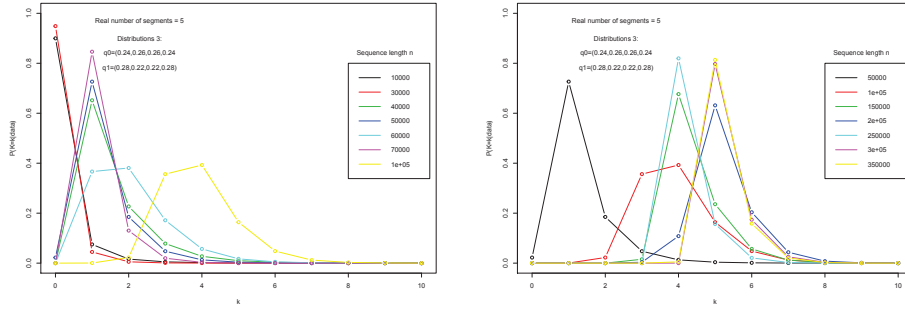 Real number of segments = 5
Distributions 3:
q0=(0.24,0.26,0.26,0.24
q1=(0.28,0.22,0.22,0.28)
Sequence length n
10000
30000
40000
50000
60000
70000
1e+05
P(K=k|data)
0.0
0.2
0.4
0.6
0.8
1.0
0
2
4
6
8
10
k
Real number of segments = 5
Distributions 3:
q0=(0.24,0.26,0.26,0.24
q1=(0.28,0.22,0.22,0.28)
Sequence length n
50000
1e+05
150000
2e+05
250000
3e+05
350000
P(K=k|data)
0.0
0.2
0.4
0.6
0.8
1.0
0
2
4
6
8
10
k